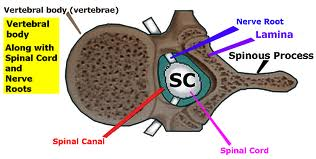 Vertebral body (vertebrae)
Vertebral
body
Along with
Spinal Cord
and
Nerve
Roots
Nerve Root
Lamina
Spinous Process
SC
Spinal Canal
Spinal Cord